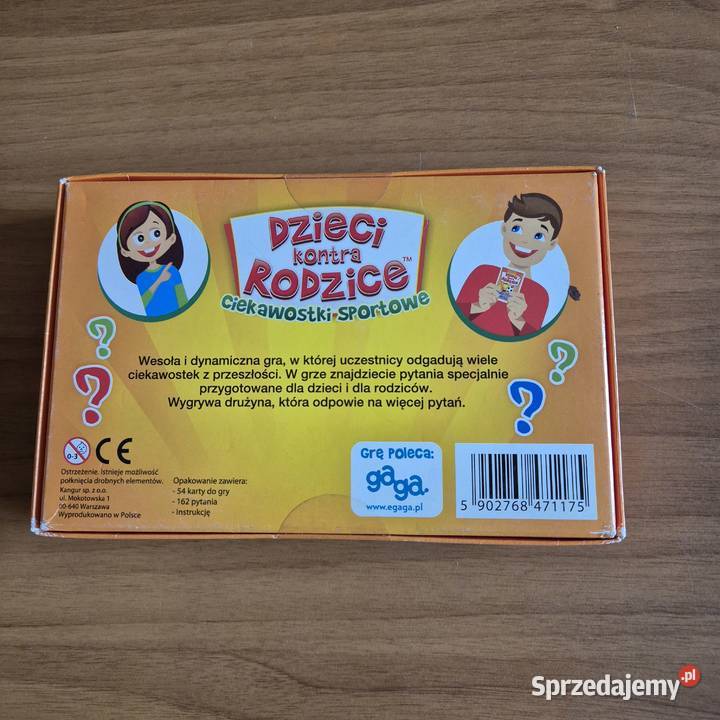 Dzieci
kontra
Rodzice™
ciekawostki sportowe
Wesoła i dynamiczna gra, w której uczestnicy odgadują wiele
ciekawostek z przeszłości. W grze znajdziecie pytania specjalnie
przygotowane dla dzieci i dla rodziców.
Wygrywa drużyna, która odpowie na więcej pytań.
0-3
CE
Ostrzeżenie. Istnieje możliwość
połknięcia drobnych elementów.
Kangur sp. z o.o.
ul. Mokotowska 1
00-640 Warszawa
Wyprodukowano w Polsce
Opakowanie zawiera:
- 54 karty do gry
- 162 pytania
- Instrukcję
Grę poleca:
gaga.
www.egaga.pl
5 902768 471175
Sprzedajemy.pl